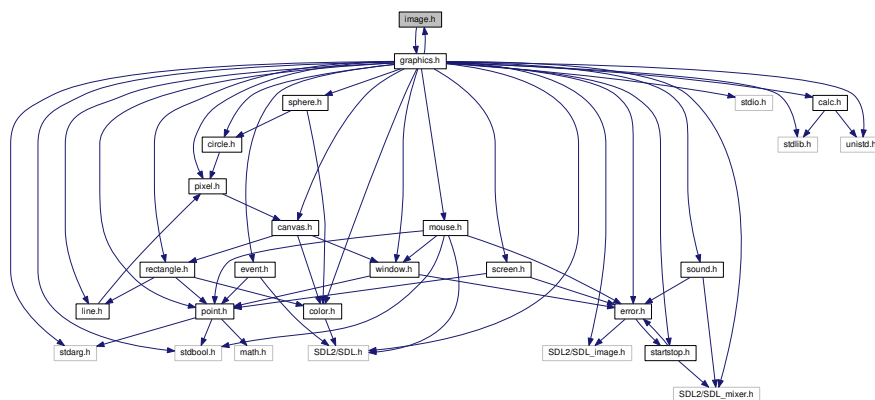 image.h
graphics.h
sphere.h
stdio.h
calc.h
circle.h
stdlib.h
unistd.h
pixel.h
canvas.h
mouse.h
rectangle.h
event.h
window.h
screen.h
sound.h
line.h
point.h
color.h
error.h
stdarg.h
stdbool.h
math.h
SDL2/SDL.h
SDL2/SDL_image.h
startstop.h
SDL2/SDL_mixer.h